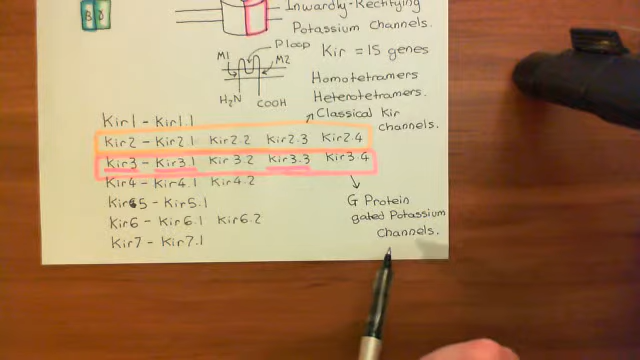 β γ
Inwardly-Rectifying
Potassium Channels.
P loop
Kir = 15 genes
M1
M2
Homotetramers
H2N
COOH
Heterotetramers.
Classical Kir
channels.
Kir1 - Kir1.1
Kir2 - Kir2.1 Kir2.2 Kir2.3 Kir2.4
Kir3 - Kir3.1 Kir3.2 Kir3.3 Kir3.4
Kir4 - Kir4.1 Kir4.2
Kir5 - Kir5.1
Kir6 - Kir6.1 Kir6.2
Kir7 - Kir7.1
G Protein
gated Potassium
Channels.